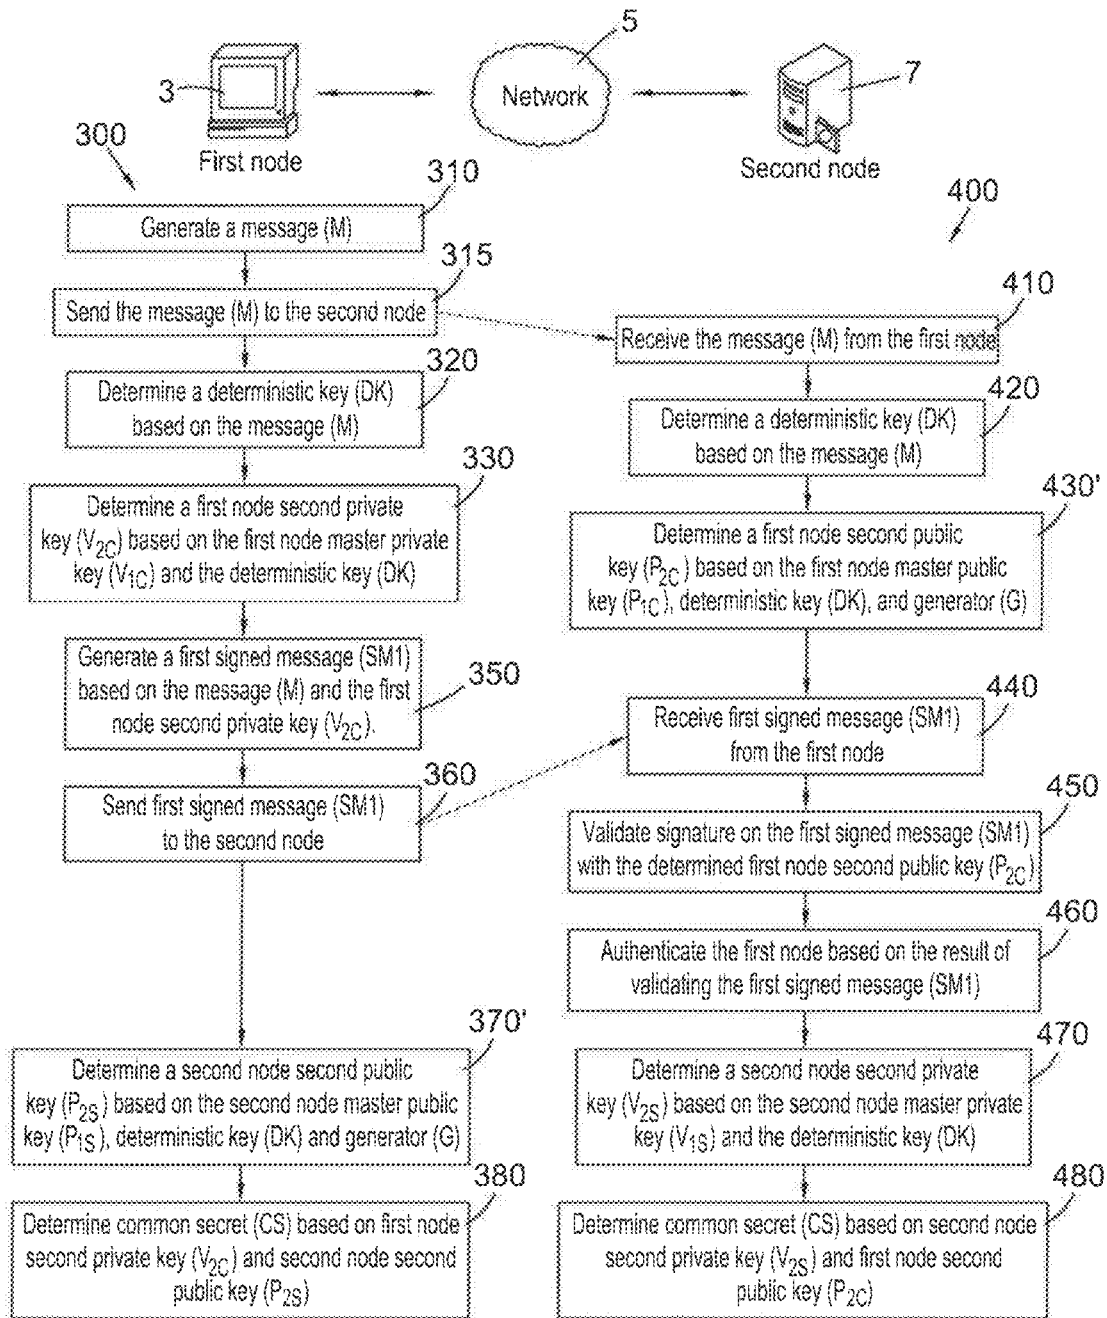 5
3
Network
7
300
First node
Second node
310
400
Generate a message (M)
315
Send the message (M) to the second node
410
Receive the message (M) from the first node
320
Determine a deterministic key (DK)
based on the message (M)
420
Determine a deterministic key (DK)
based on the message (M)
330
Determine a first node second private
key (V2C) based on the first node master private
key (V1C) and the deterministic key (DK)
430'
Determine a first node second public
key (P2C) based on the first node master public
key (P1C), deterministic key (DK), and generator (G)
Generate a first signed message (SM1)
based on the message (M) and the first
node second private key (V2C).
350
440
Receive first signed message (SM1)
from the first node
360
Send first signed message (SM1)
to the second node
450
Validate signature on the first signed message (SM1)
with the determined first node second public key (P2C)
460
Authenticate the first node based on the result of
validating the first signed message (SM1)
370'
Determine a second node second public
key (P2S) based on the second node master public
key (P1S), deterministic key (DK) and generator (G)
470
Determine a second node second private
key (V2S) based on the second node master private
key (V1S) and the deterministic key (DK)
380
Determine common secret (CS) based on first node
second private key (V2C) and second node second
public key (P2S)
480
Determine common secret (CS) based on second node
second private key (V2S) and first node second
public key (P2C)